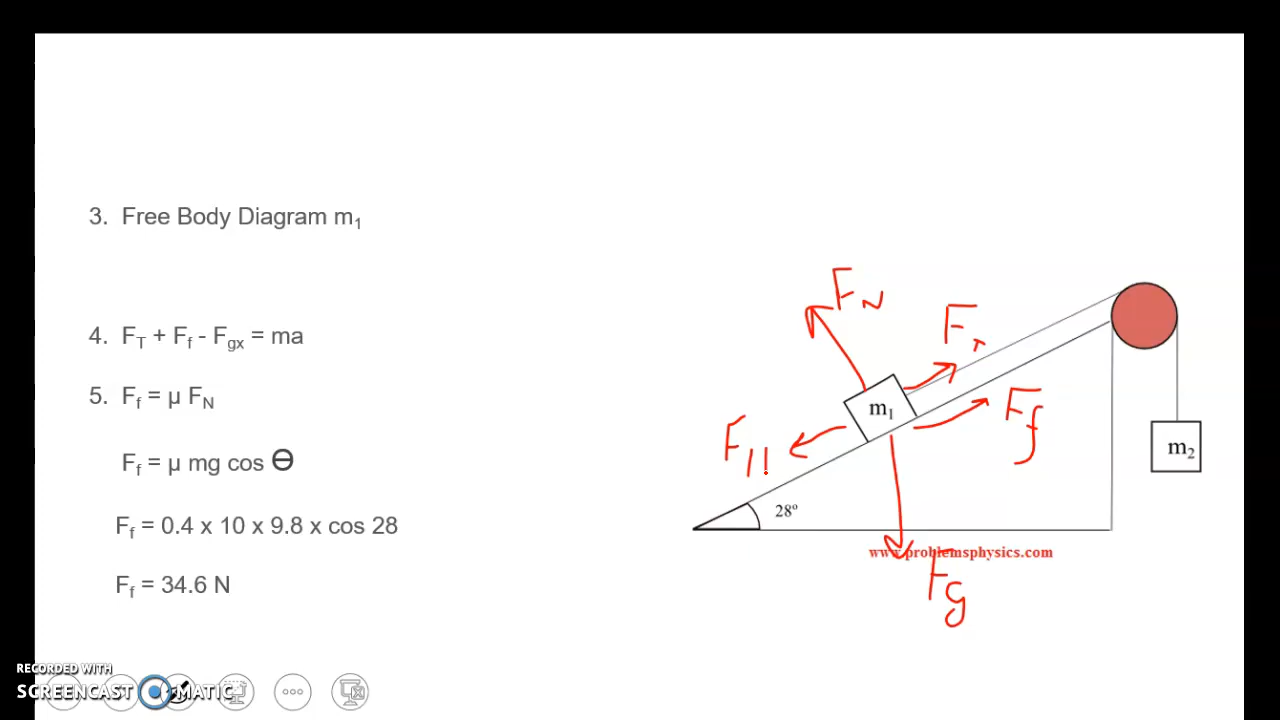 3. Free Body Diagram m₁
4. F_T + F_f - F_gx = ma
5. F_f = µ F_N
F_f = µ mg cos Ө
F_f = 0.4 x 10 x 9.8 x cos 28
F_f = 34.6 N
F_N
F_T
m₁
F_f
F_||
m₂
28º
www.problemsphysics.com
F_g
RECORDED WITH
SCREENCAST MATIC